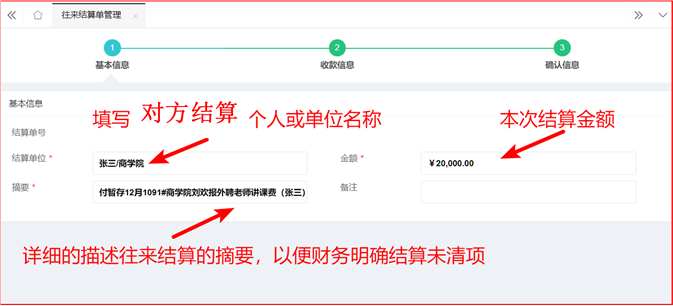 往来结算单管理 ×
1 2 3
基本信息 收款信息 确认信息
基本信息
填写 对方结算 个人或单位名称 本次结算金额
结算单号
结算单位 * 张三/商学院 金额 * ￥20,000.00
摘要 * 付暂存12月1091#商学院刘欢报外聘老师讲课费（张三） 备注
详细的描述往来结算的摘要，以便财务明确结算未清项